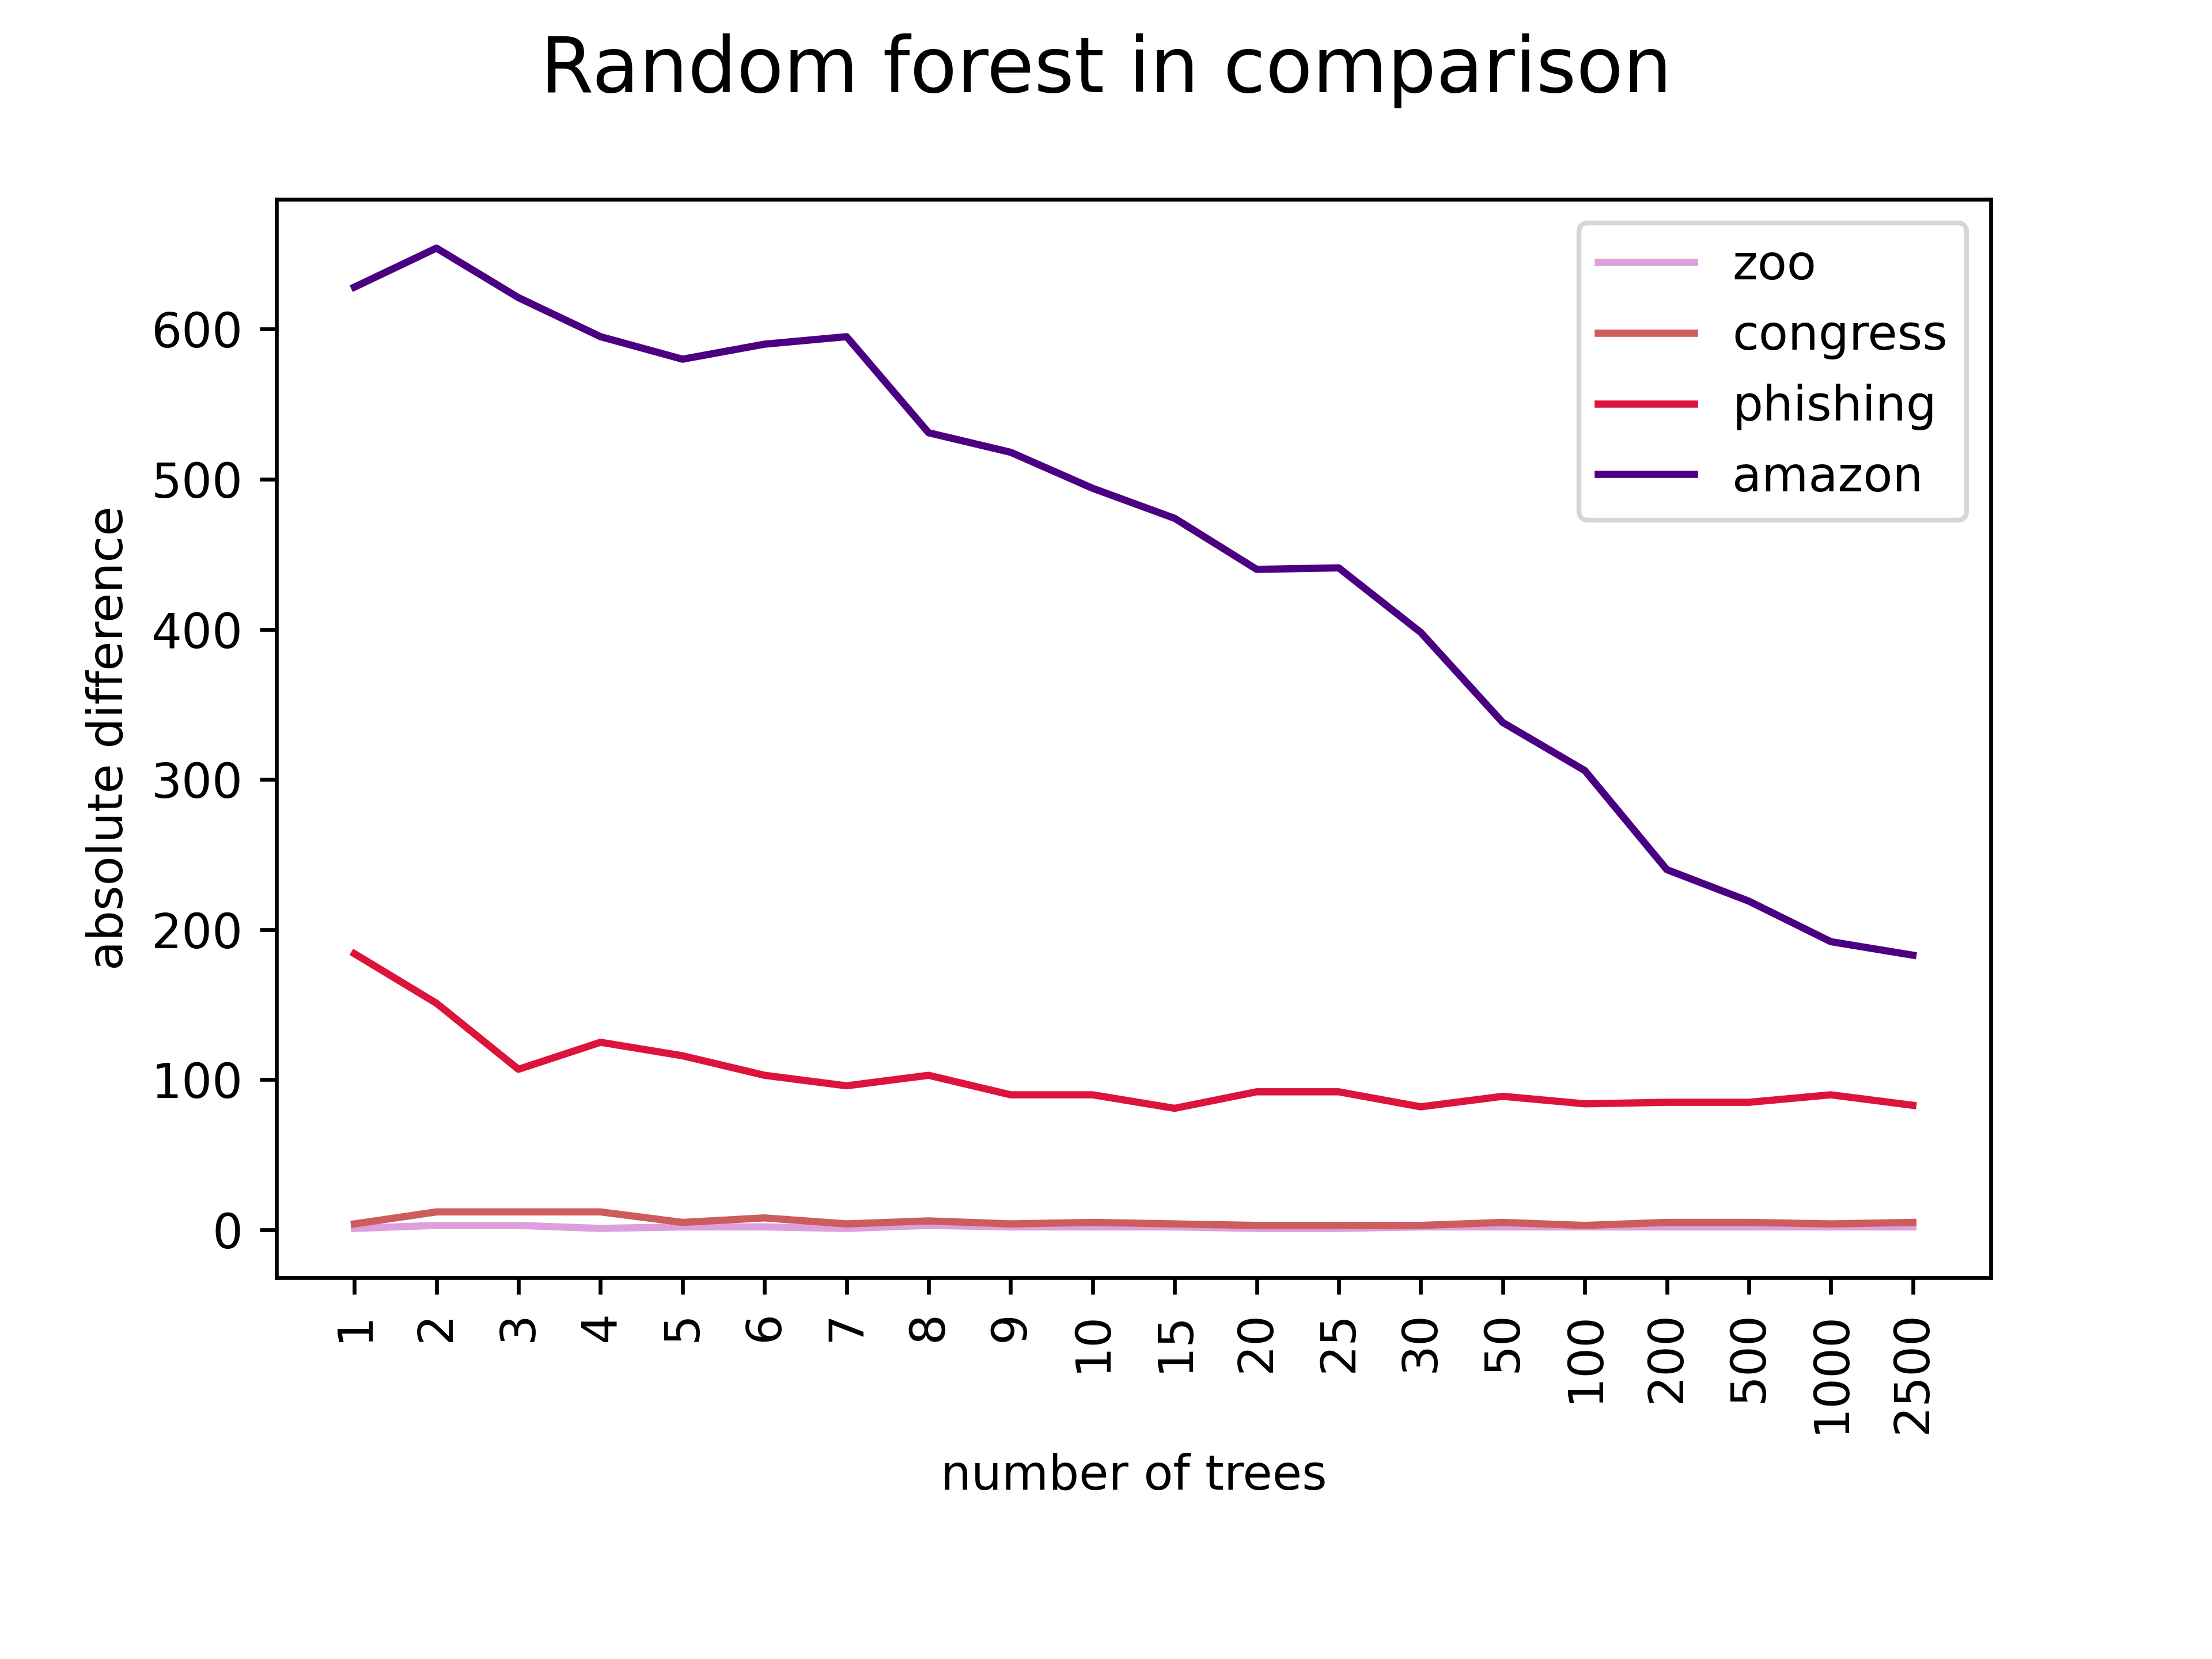 Random forest in comparison
zoo
congress
phishing
amazon
absolute difference
600
500
400
300
200
100
0
1 2 3 4 5 6 7 8 9 10 15 20 25 30 50 100 200 500 1000 2500
number of trees